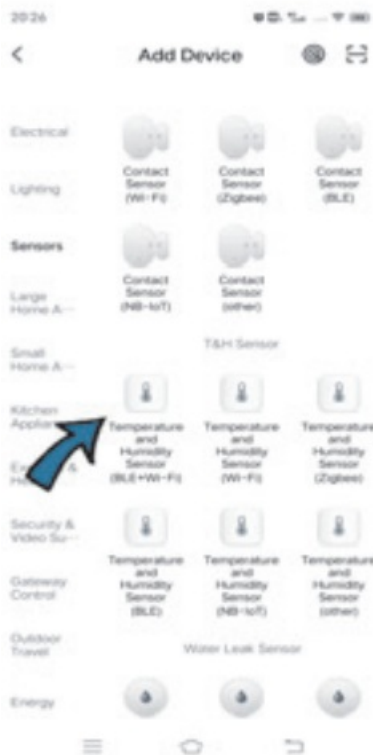 20:26
Add Device
Electrical
Lighting
Sensors
Large
Home A...
Small
Home A...
Kitchen
Security &
Video Su...
Gateway
Control
Outdoor
Travel
Energy
Contact
Sensor
(Wi-Fi)
Contact
Sensor
(Zigbee)
Contact
Sensor
(BLE)
Contact
Sensor
(NB-IoT)
Contact
Sensor
(other)
T&H Sensor
Temperature
and
Humidity
Sensor
(BLE+Wi-Fi)
Temperature
and
Humidity
Sensor
(Wi-Fi)
Temperature
and
Humidity
Sensor
(Zigbee)
Temperature
and
Humidity
Sensor
(BLE)
Temperature
and
Humidity
Sensor
(NB-IoT)
Temperature
and
Humidity
Sensor
(other)
Water Leak Sensor